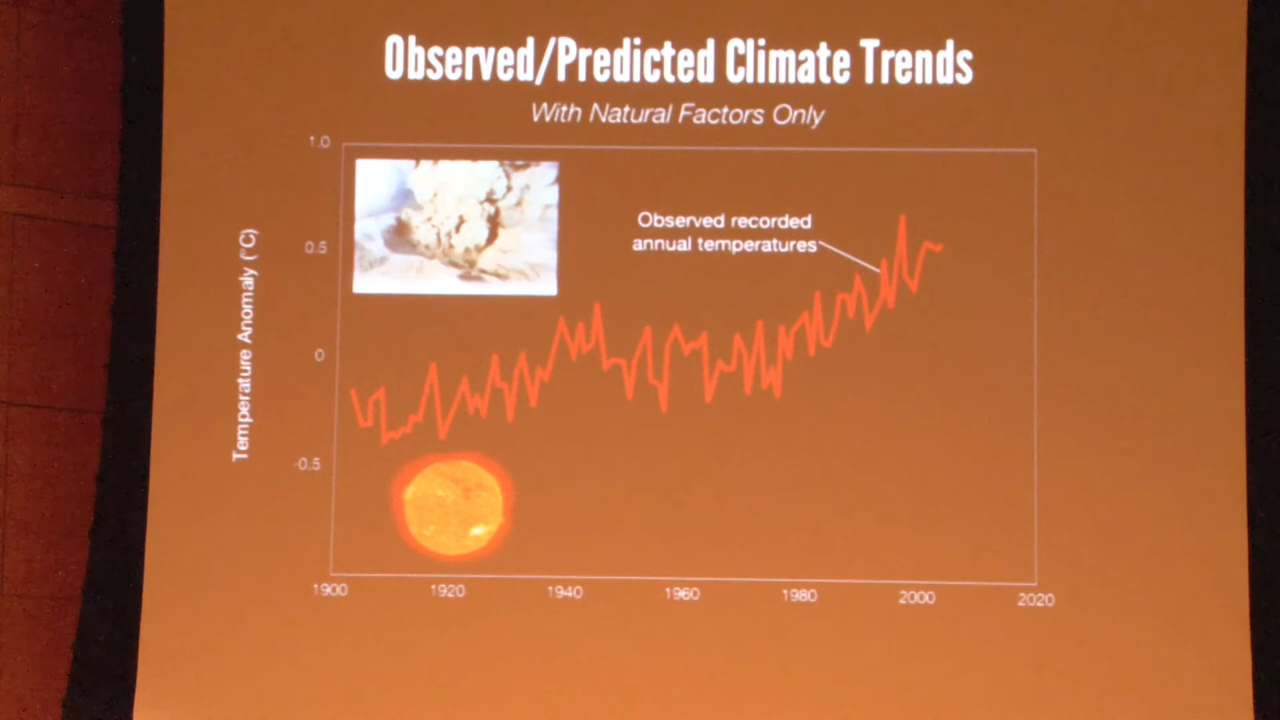 Observed/Predicted Climate Trends
With Natural Factors Only
1.0
Observed recorded
annual temperatures
0.5
Temperature Anomaly (°C)
0
-0.5
1900 1920 1940 1960 1980 2000 2020